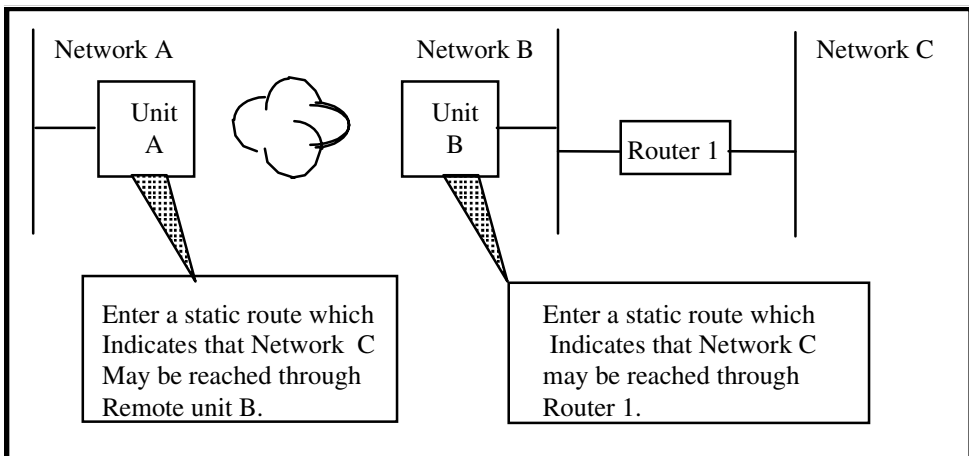 Network A
Network B
Network C
Unit
A
Unit
B
Router 1
Enter a static route which
Indicates that Network C
May be reached through
Remote unit B.
Enter a static route which
Indicates that Network C
may be reached through
Router 1.